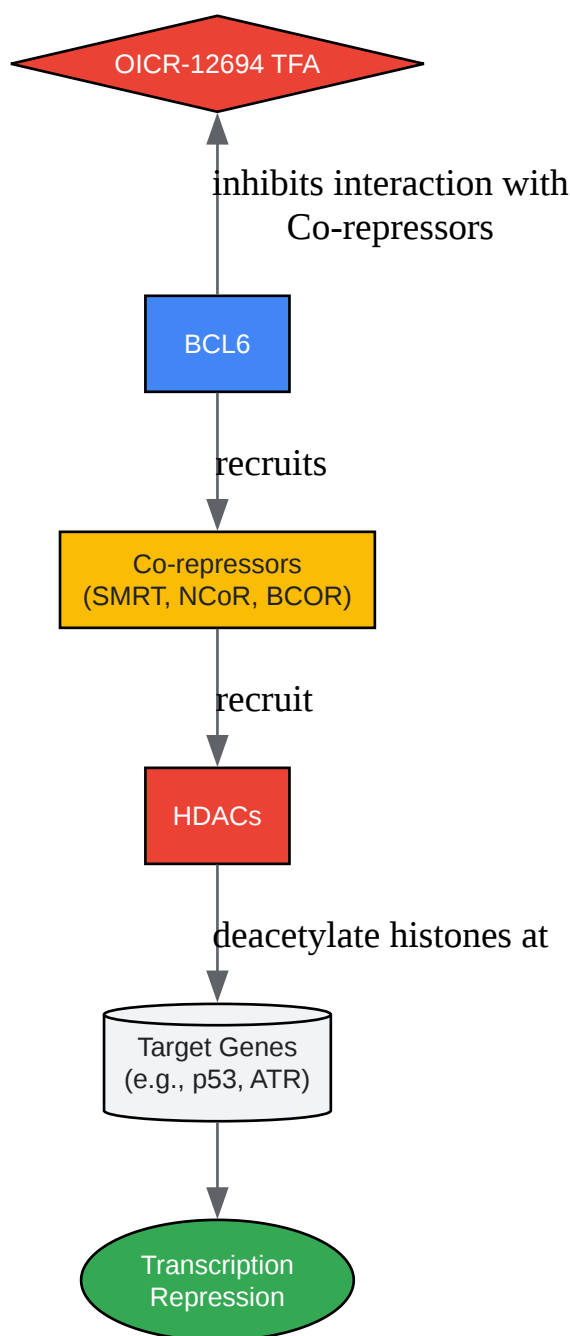 OICR-12694 TFA
inhibits interaction with
Co-repressors
BCL6
recruits
Co-repressors
(SMRT, NCoR, BCOR)
recruit
HDACs
deacetylate histones at
Target Genes
(e.g., p53, ATR)
Transcription
Repression